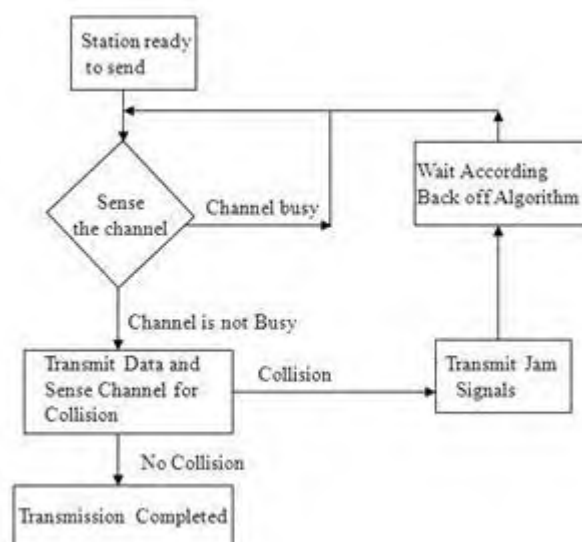 Station ready
to send
Sense
the channel
Channel busy
Wait According
Back off Algorithm
Channel is not Busy
Transmit Data and
Sense Channel for
Collision
Collision
Transmit Jam
Signals
No Collision
Transmission Completed